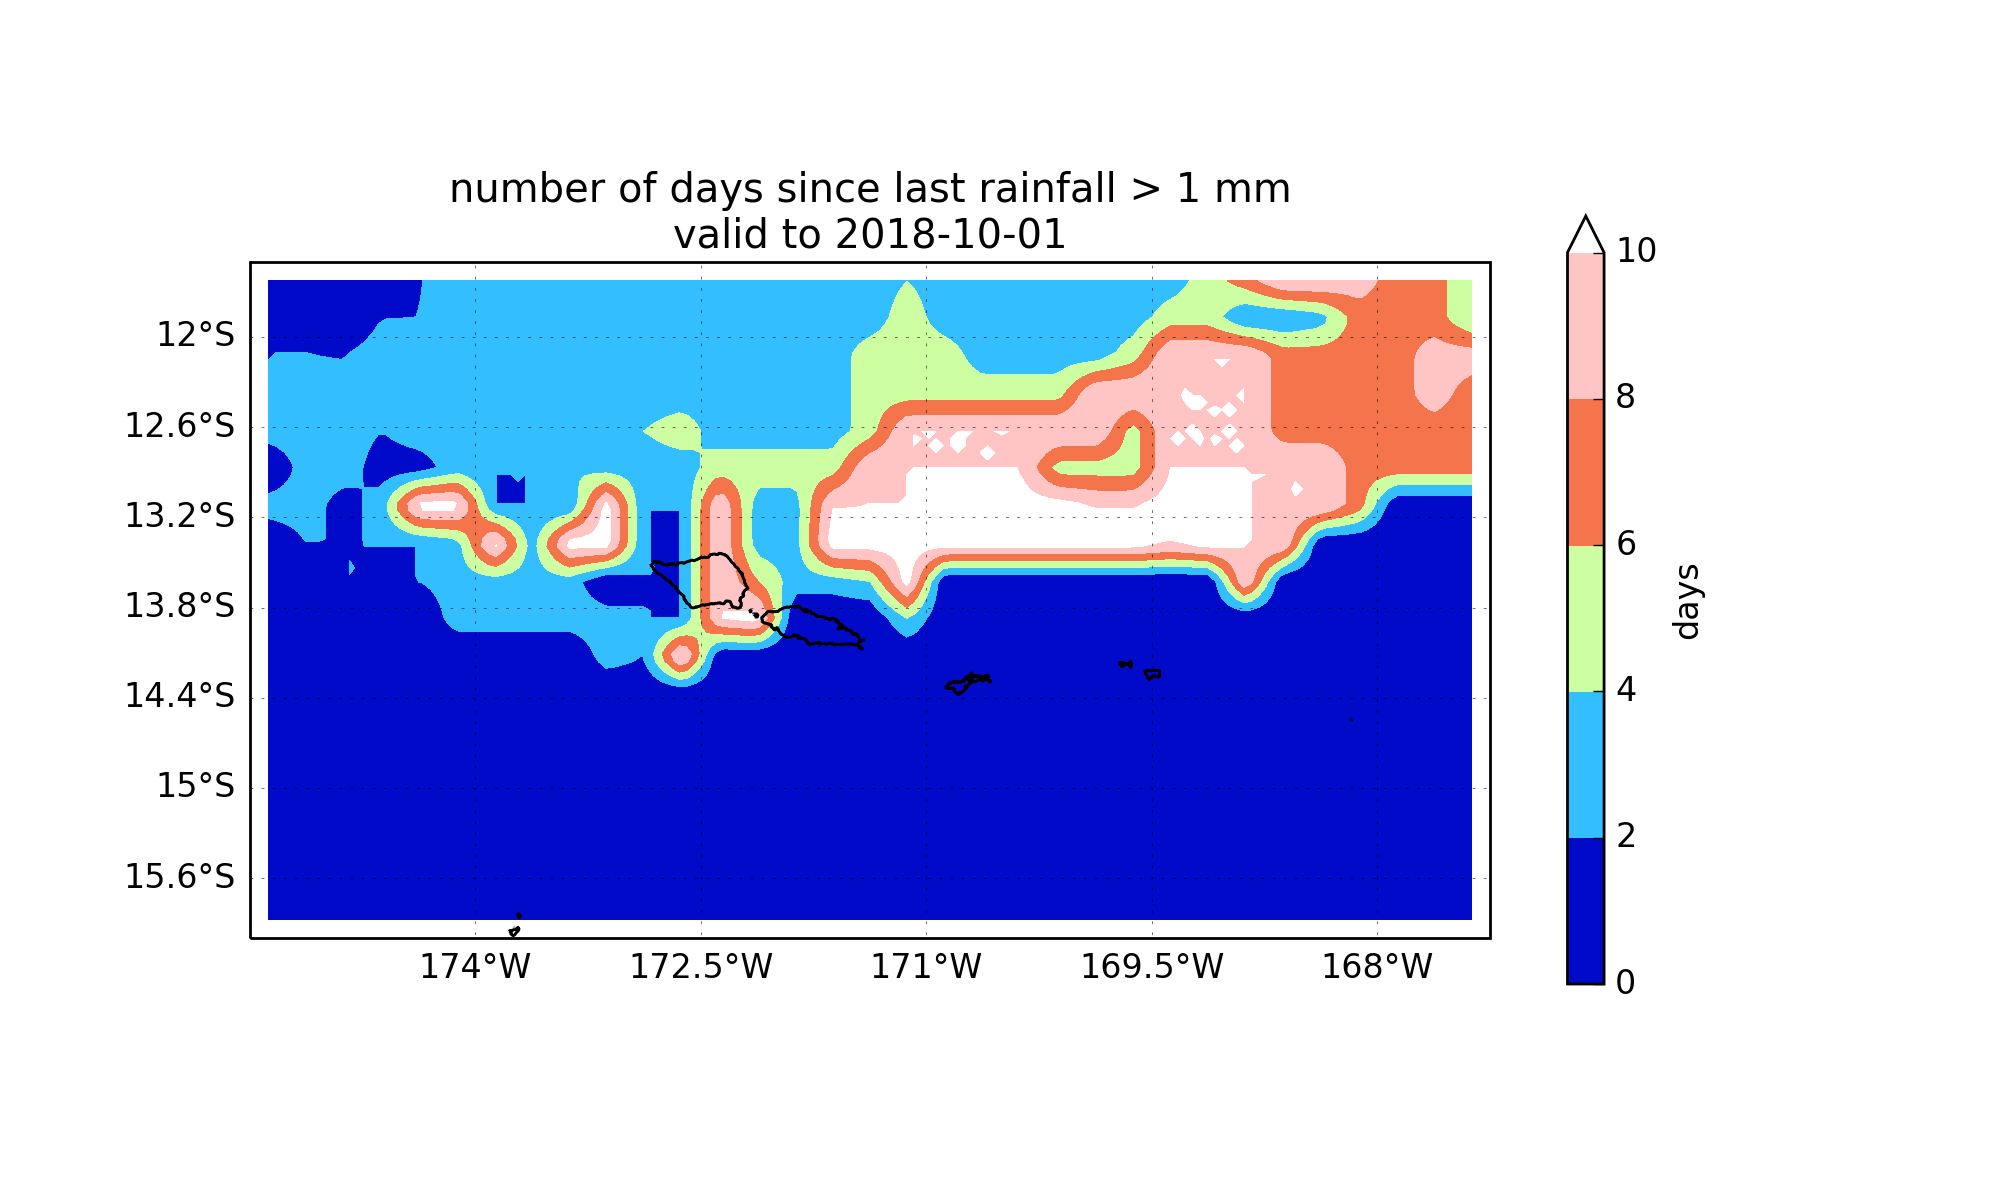 number of days since last rainfall > 1 mm
valid to 2018-10-01
12°S
12.6°S
13.2°S
13.8°S
14.4°S
15°S
15.6°S
174°W
172.5°W
171°W
169.5°W
168°W
10
8
6
4
2
0
days